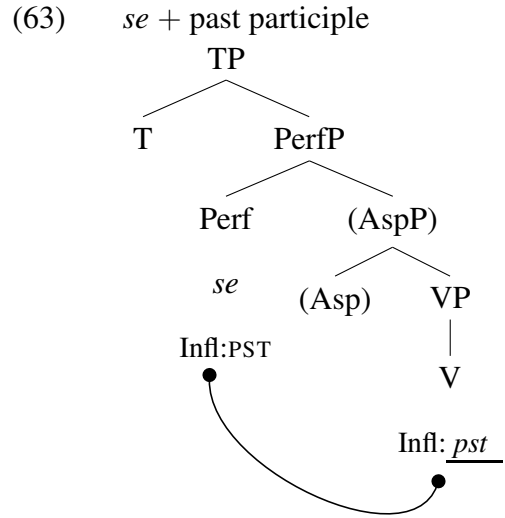 (63) se + past participle
TP
T PerfP
Perf (AspP)
se (Asp) VP
Infl:PST V
Infl: pst